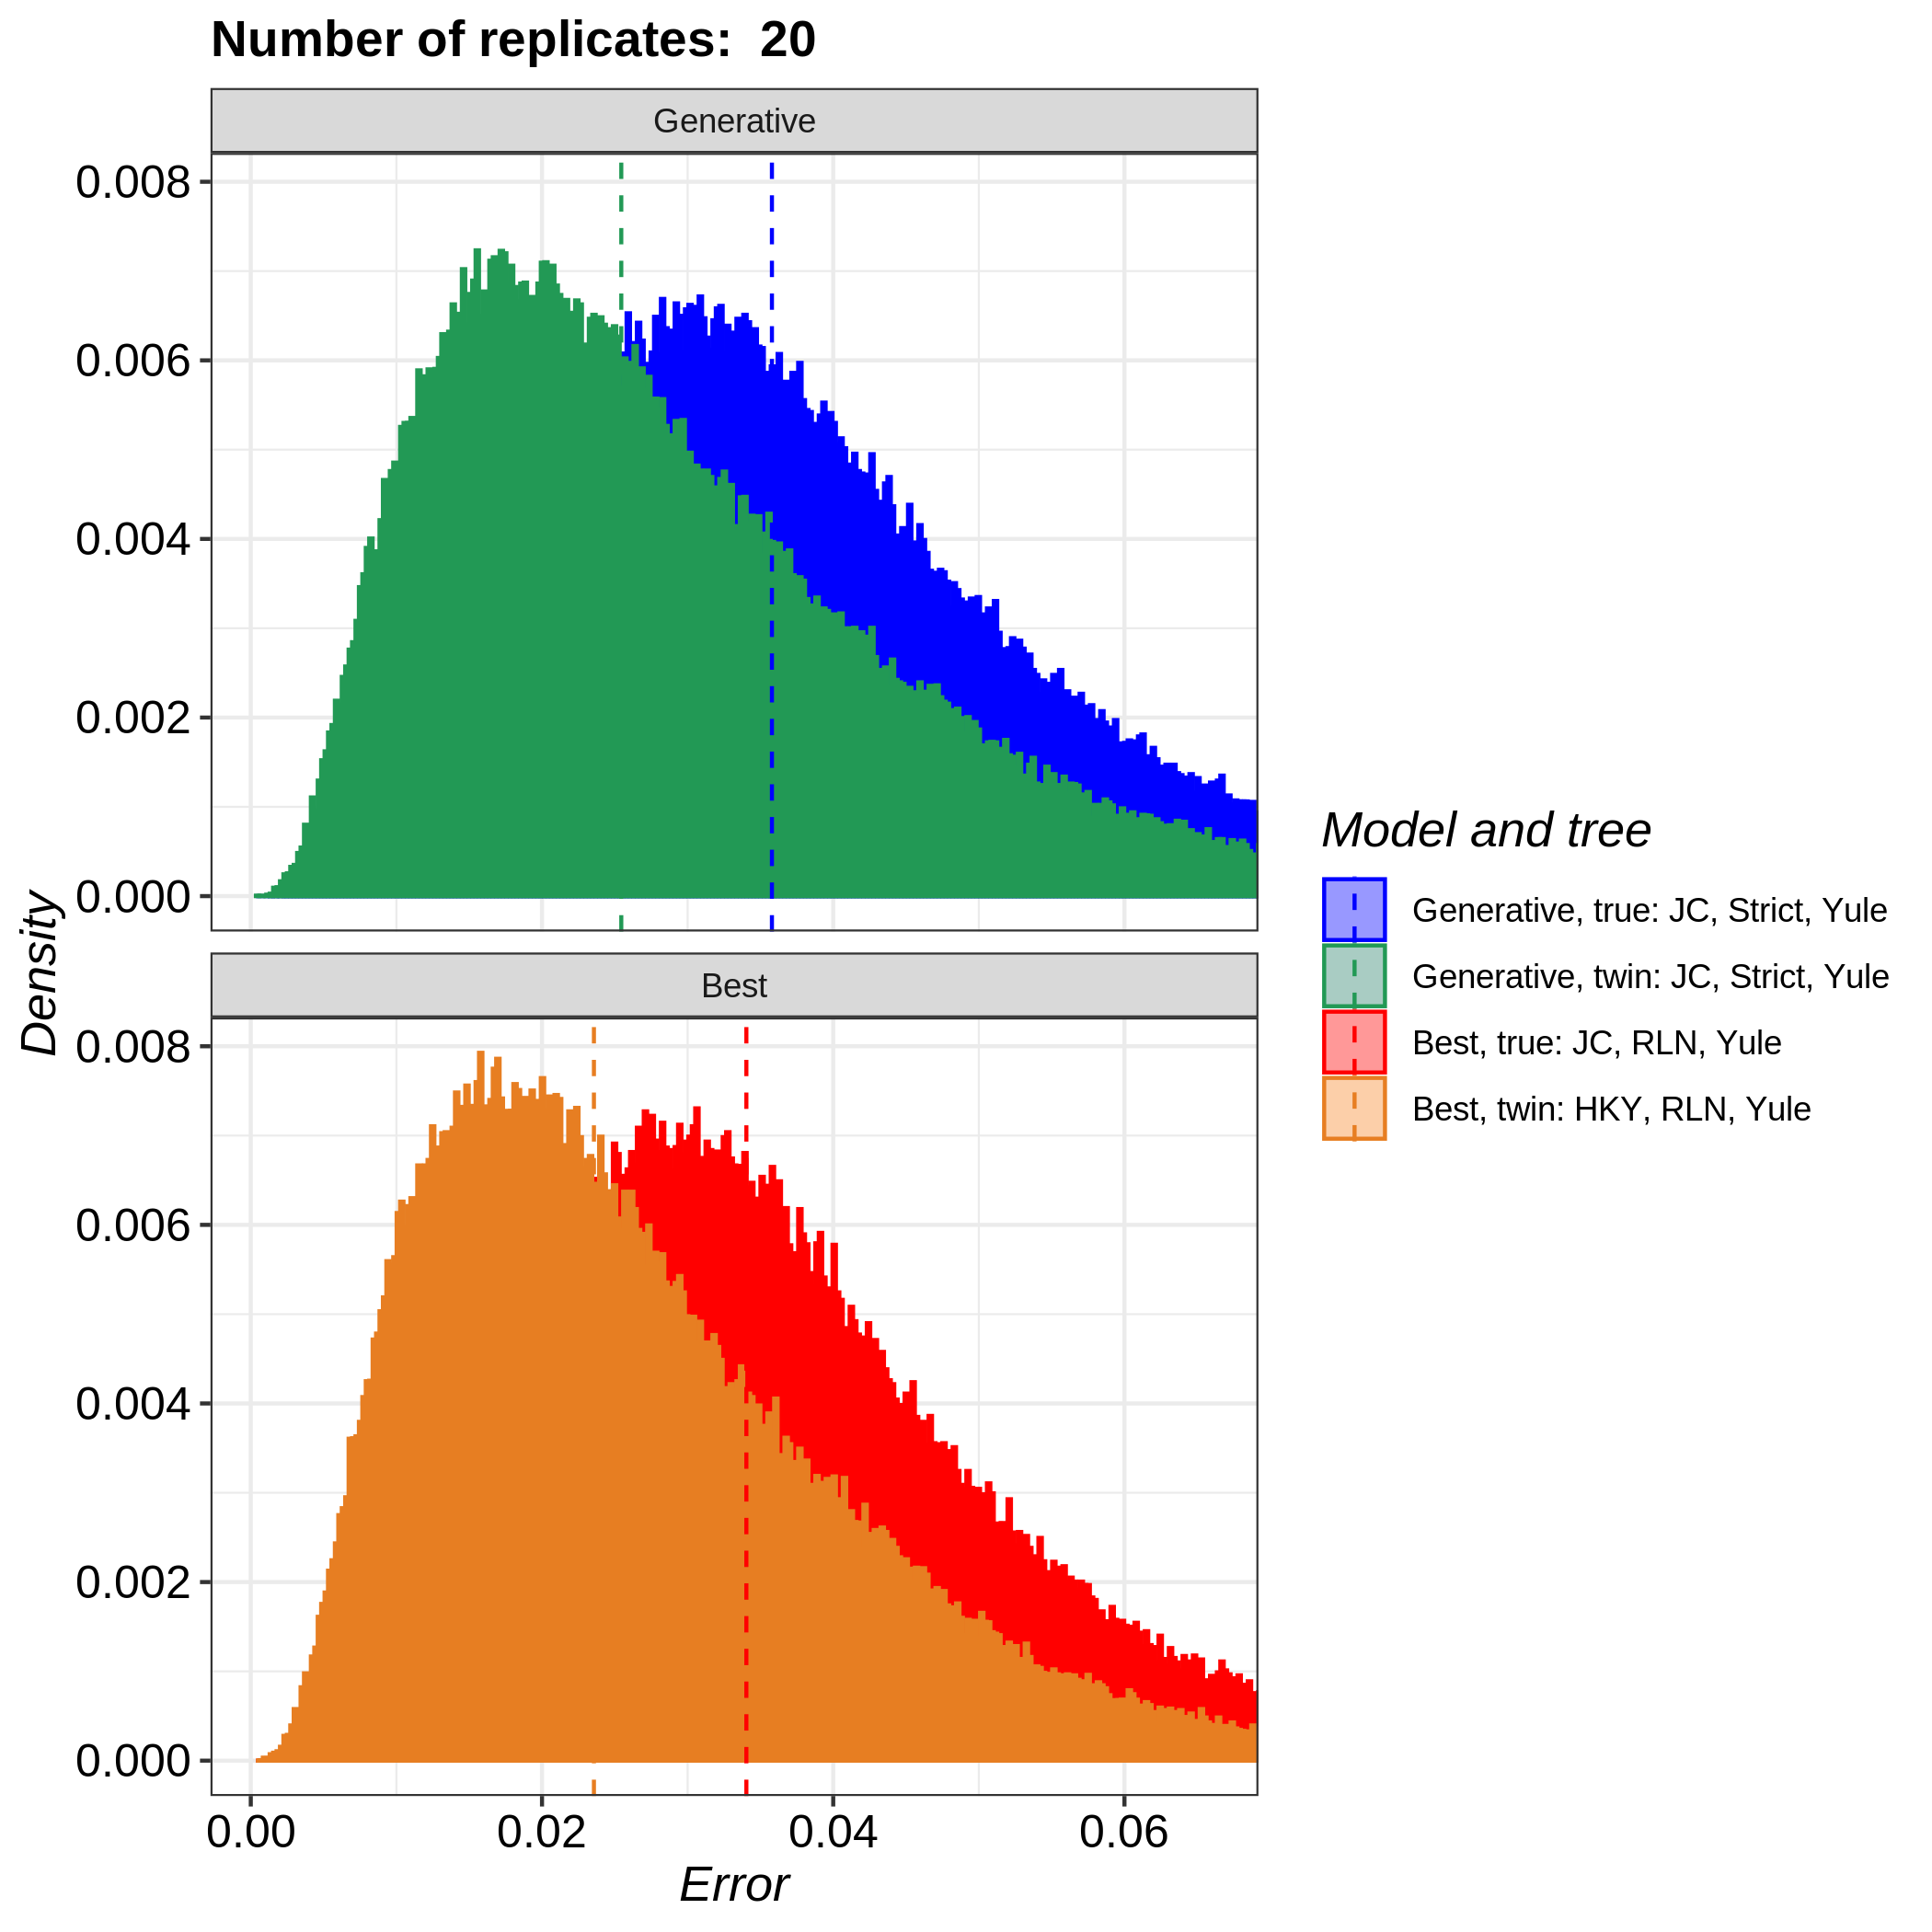 Number of replicates:  20
Generative
0.008
0.006
0.004
0.002
0.000
Best
0.008
0.006
0.004
0.002
0.000
0.00
0.02
0.04
0.06
Error
Density
Model and tree
Generative, true: JC, Strict, Yule
Generative, twin: JC, Strict, Yule
Best, true: JC, RLN, Yule
Best, twin: HKY, RLN, Yule